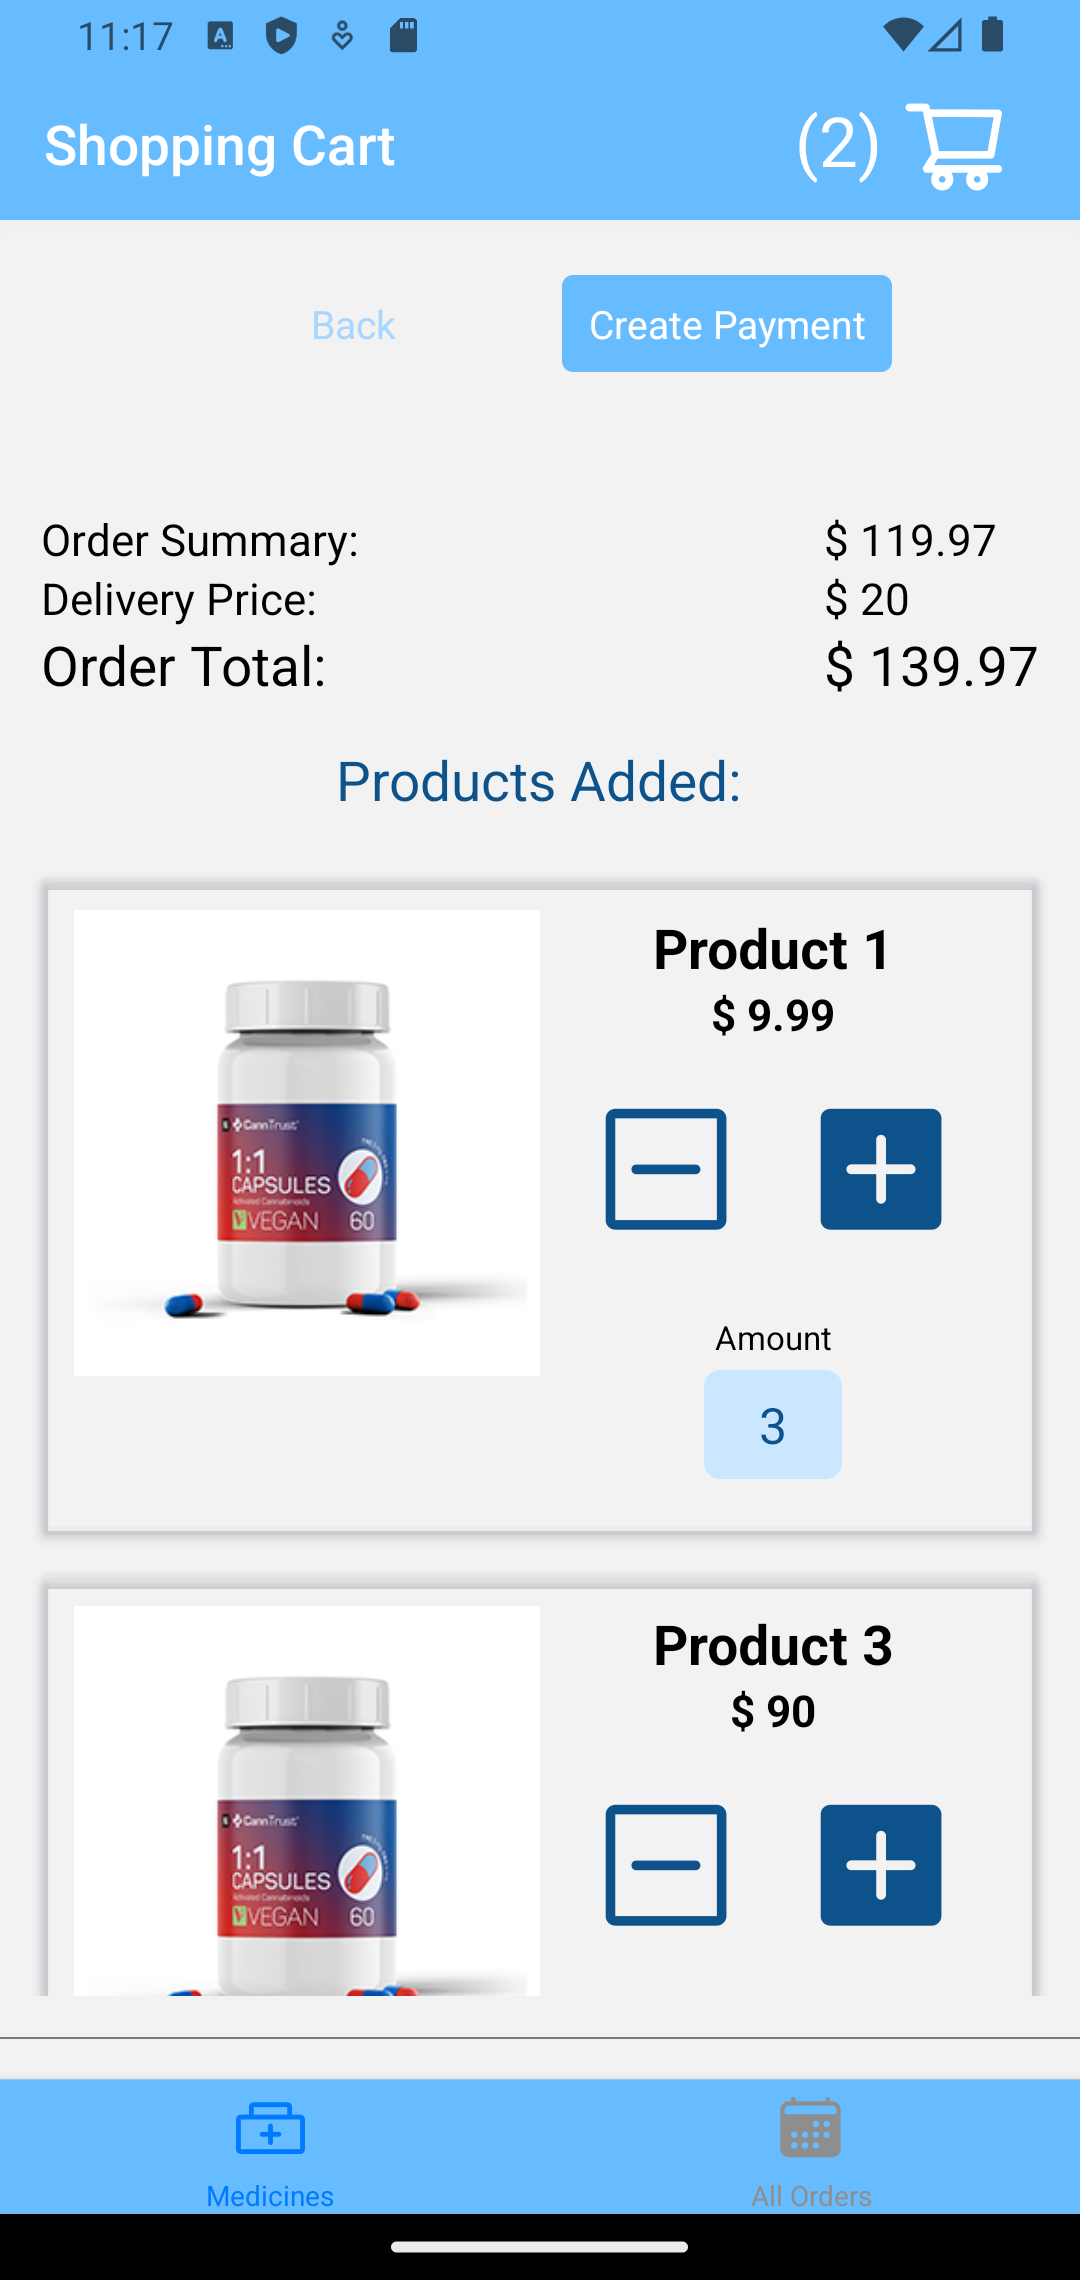 11:17
Shopping Cart
(2)
Back
Create Payment
Order Summary: $ 119.97
Delivery Price: $ 20
Order Total: $ 139.97
Products Added:
Product 1
$ 9.99
CannTrust
1:1
CAPSULES
Activated Cannabinoids
VEGAN 60
Amount
3
Product 3
$ 90
CannTrust
1:1
CAPSULES
Activated Cannabinoids
VEGAN 60
Medicines
All Orders